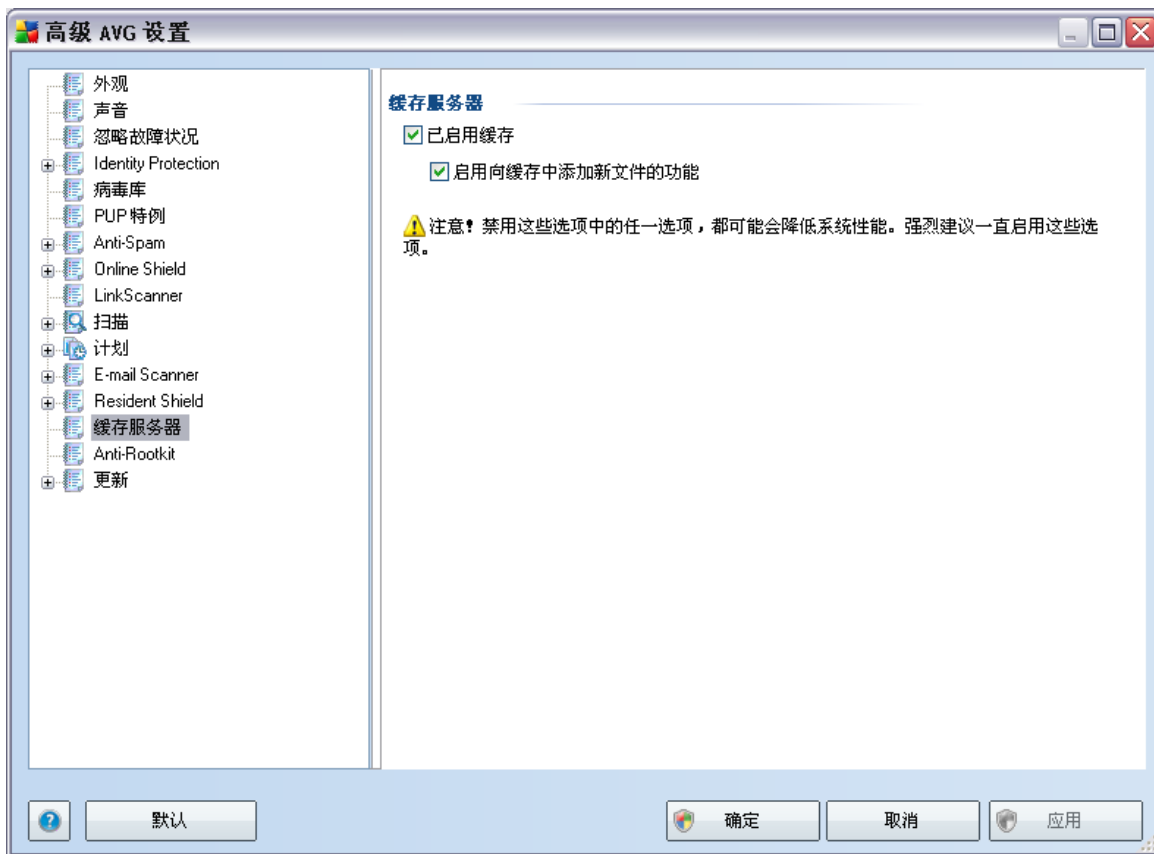 高级 AVG 设置
外观
声音
忽略故障状况
Identity Protection
病毒库
PUP 特例
Anti-Spam
Online Shield
LinkScanner
扫描
计划
E-mail Scanner
Resident Shield
缓存服务器
Anti-Rootkit
更新
缓存服务器
已启用缓存
启用向缓存中添加新文件的功能
注意！禁用这些选项中的任一选项，都可能会降低系统性能。强烈建议一直启用这些选
项。
默认
确定
取消
应用